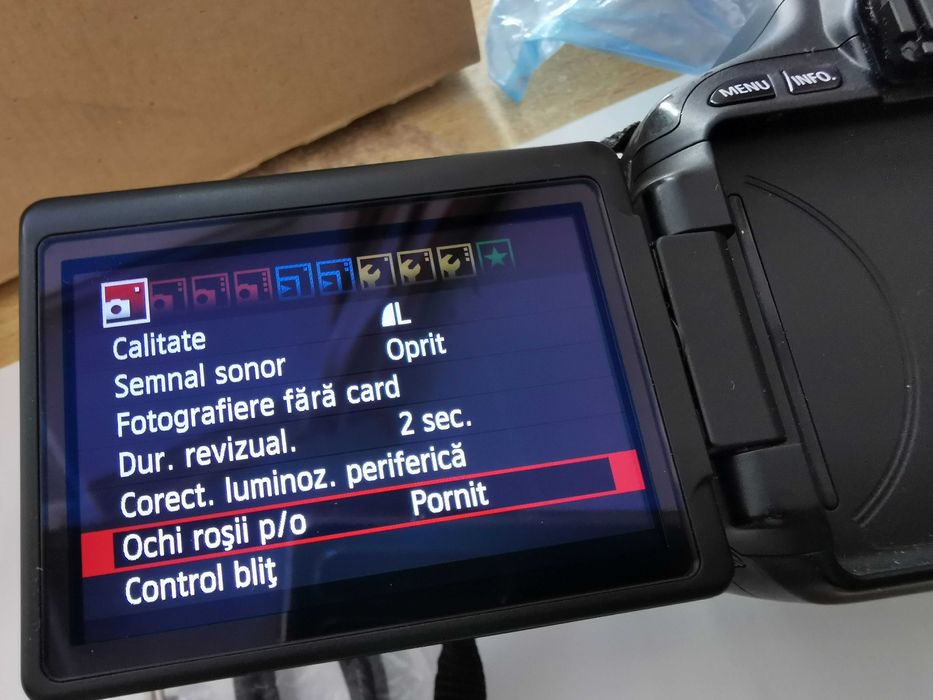 MENU
INFO.
Calitate L
Semnal sonor Oprit
Fotografiere fără card
Dur. revizual. 2 sec.
Corect. luminoz. periferică
Ochi roşii p/o Pornit
Control bliţ